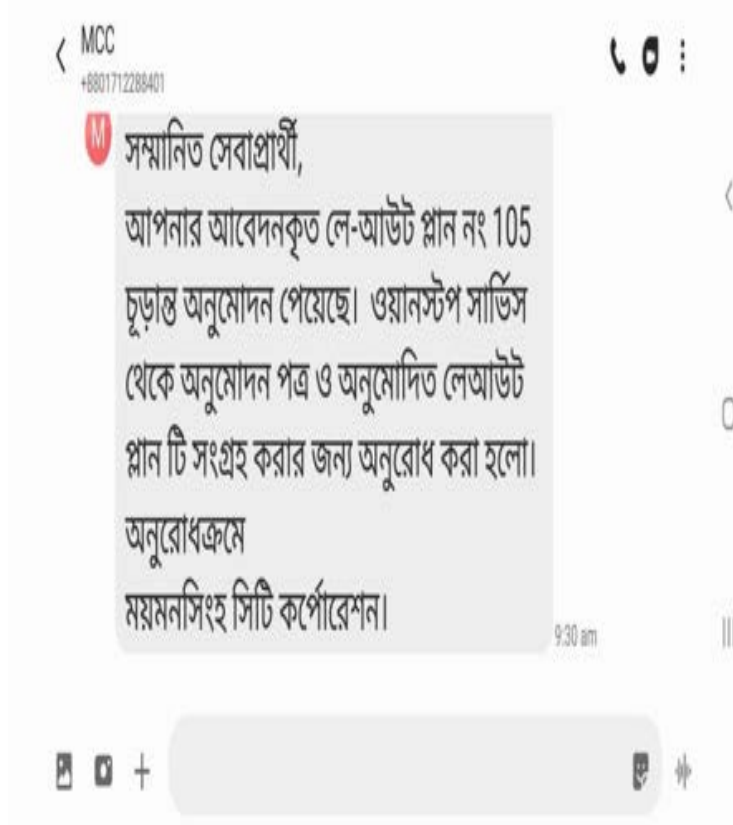 MCC
+8801712288401
M
সম্মানিত সেবাপ্রার্থী,
আপনার আবেদনকৃত লে-আউট প্লান নং 105
চূড়ান্ত অনুমোদন পেয়েছে। ওয়ানস্টপ সার্ভিস
থেকে অনুমোদন পত্র ও অনুমোদিত লেআউট
প্লান টি সংগ্রহ করার জন্য অনুরোধ করা হলো।
অনুরোধক্রমে
ময়মনসিংহ সিটি কর্পোরেশন।
9:30 am